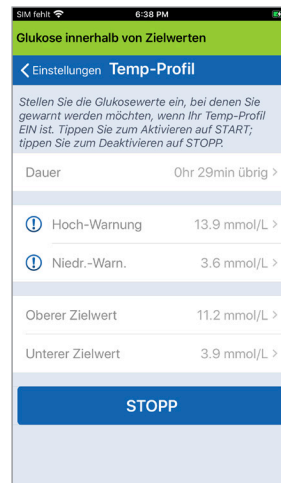 SIM fehlt 6:38 PM
Glukose innerhalb von Zielwerten
Einstellungen Temp-Profil
Stellen Sie die Glukosewerte ein, bei denen Sie
gewarnt werden möchten, wenn Ihr Temp-Profil
EIN ist. Tippen Sie zum Aktivieren auf START;
tippen Sie zum Deaktivieren auf STOPP.
Dauer 0hr 29min übrig
Hoch-Warnung 13.9 mmol/L
Niedr.-Warn. 3.6 mmol/L
Oberer Zielwert 11.2 mmol/L
Unterer Zielwert 3.9 mmol/L
STOPP